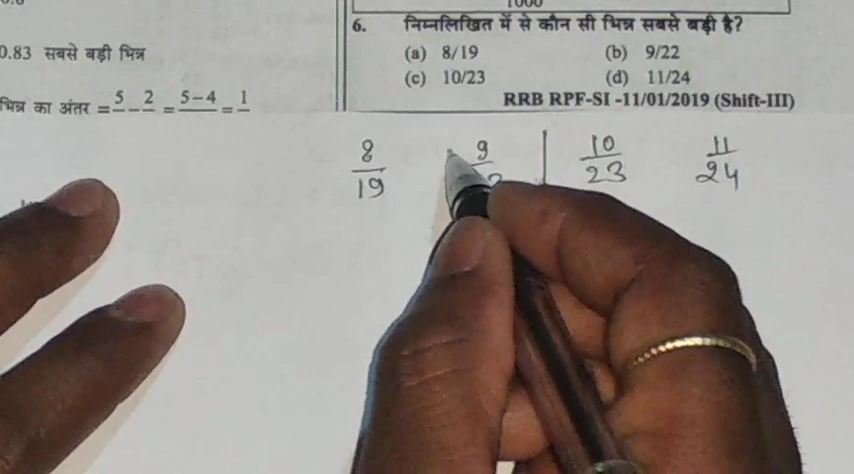 1000
6. निम्नलिखित में से कौन सी भिन्न सबसे बड़ी है?
0.83 सबसे बड़ी भिन्न
(a) 8/19 (b) 9/22
(c) 10/23 (d) 11/24
भिन्न का अंतर = 5 - 2 = 5-4 = 1
RRB RPF-SI -11/01/2019 (Shift-III)
8 9 10 11
19 23 24